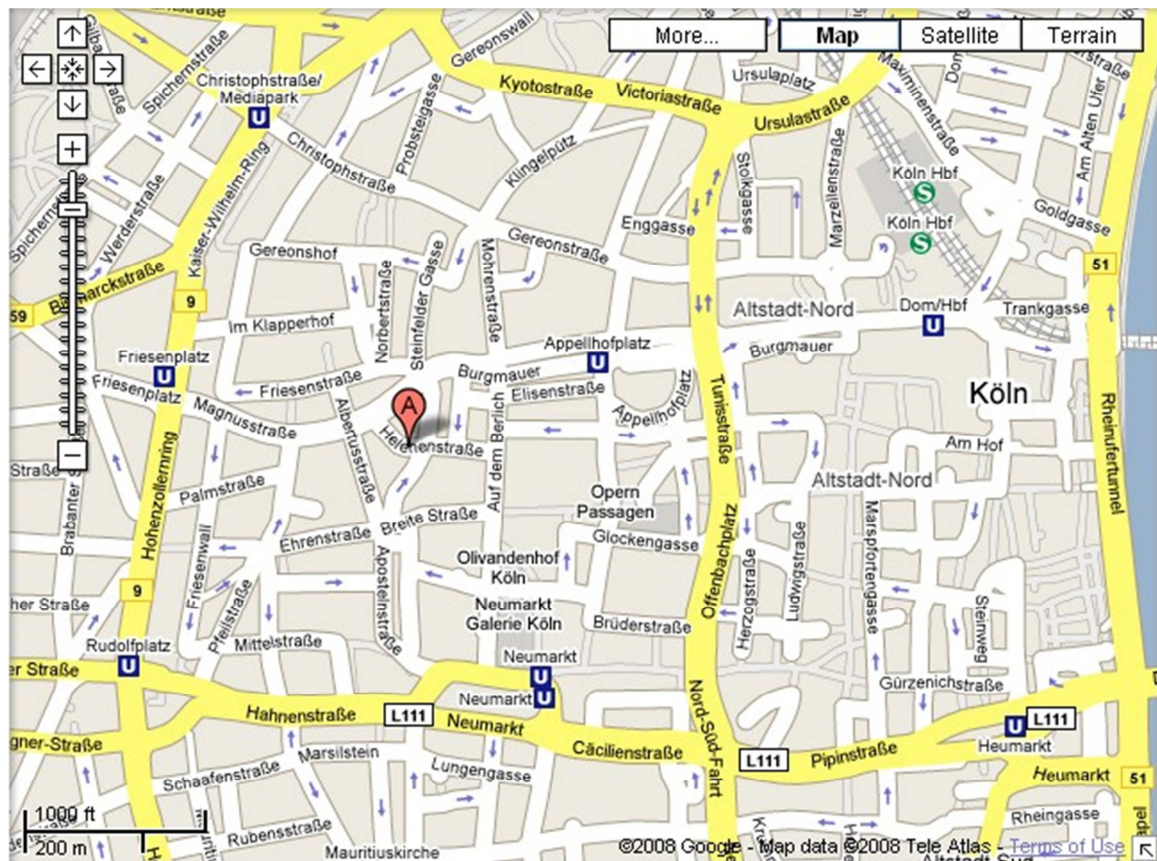 More...
Map
Satellite
Terrain
Gereonswall
Spichernstraße
Christophstraße/
Mediapark
Kyotostraße
Victoriastraße
Ursulaplatz
Ursulastraße
Maximinenstraße
Am Alten Ufer
Probsteigasse
Klingelpütz
Christophstraße
Kaiser-Wilhelm-Ring
Werderstraße
Stolkgasse
Marzellenstraße
Köln Hbf
Köln Hbf
Goldgasse
Enggasse
Gereonstraße
Gereonshof
Mohrenstraße
Steinfelder Gasse
Norbertstraße
51
9
59
Im Klapperhof
Altstadt-Nord
Dom/Hbf
Trankgasse
Friesenplatz
Appellhofplatz
Burgmauer
Burgmauer
Friesenstraße
Elisenstraße
Friesenplatz
Magnusstraße
A
Albertusstraße
Helenenstraße
Auf dem Berlich
Appellhofplatz
Tunisstraße
Köln
Rheinufertunnel
Am Hof
Hohenzollernring
Palmstraße
Altstadt-Nord
Opern
Passagen
Breite Straße
Ehrenstraße
Glockengasse
Offenbachplatz
Ludwigstraße
Marspfortengasse
Friesenwall
Apostelnstraße
Olivandenhof
Köln
9
Neumarkt
Galerie Köln
Brüderstraße
Herzogstraße
Steinweg
Pfeilstraße
Mittelstraße
Rudolfplatz
Neumarkt
Neumarkt
Gürzenichstraße
Nord-Süd-Fahrt
Hahnenstraße
L111
Neumarkt
L111
Heumarkt
Cäcilienstraße
L111
Pipinstraße
Marsilstein
Lungengasse
Schaafenstraße
Heumarkt
51
1000 ft
200 m
Rubensstraße
Mauritiuskirche
Rheingasse
©2008 Google - Map data ©2008 Tele Atlas - Terms of Use